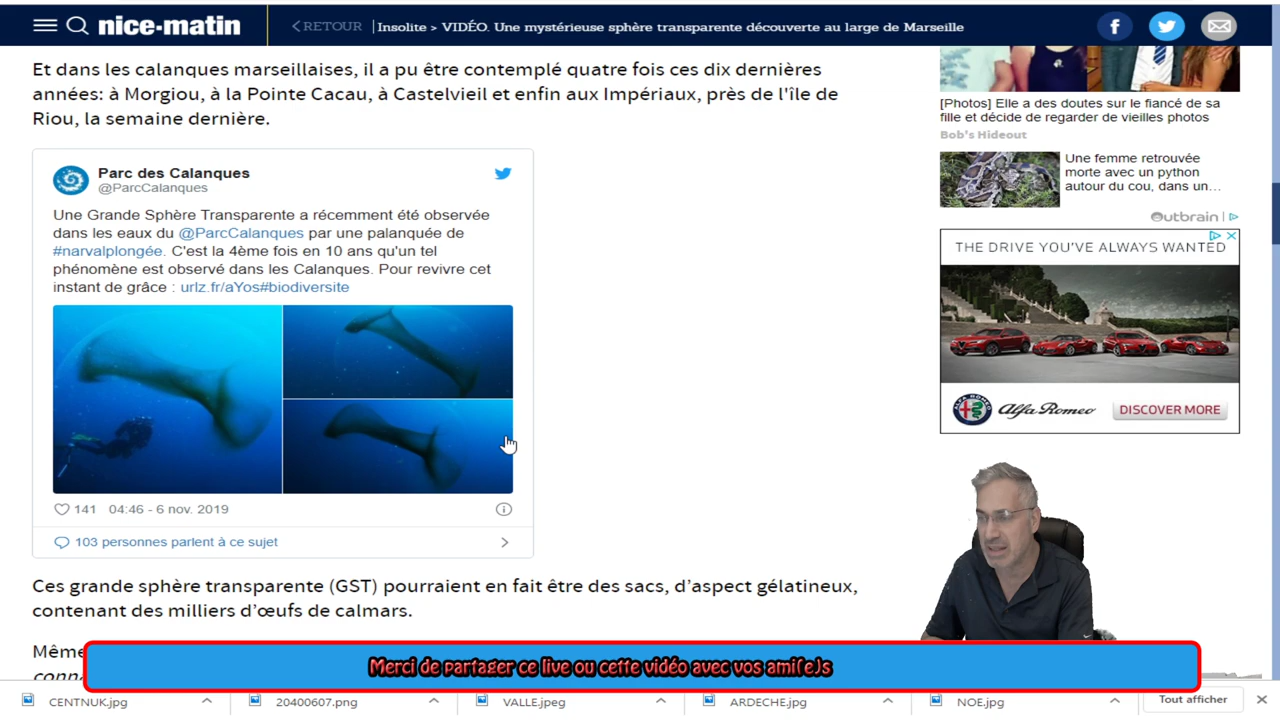 nice-matin
RETOUR
Insolite > VIDÉO. Une mystérieuse sphère transparente découverte au large de Marseille
Et dans les calanques marseillaises, il a pu être contemplé quatre fois ces dix dernières
années: à Morgiou, à la Pointe Cacau, à Castelvieil et enfin aux Impériaux, près de l'île de
Riou, la semaine dernière.
Parc des Calanques
@ParcCalanques
Une Grande Sphère Transparente a récemment été observée
dans les eaux du @ParcCalanques par une palanquée de
#narvalplongée. C'est la 4ème fois en 10 ans qu'un tel
phénomène est observé dans les Calanques. Pour revivre cet
instant de grâce : urlz.fr/aYos#biodiversite
141 04:46 - 6 nov. 2019
103 personnes parlent à ce sujet
Ces grande sphère transparente (GST) pourraient en fait être des sacs, d’aspect gélatineux,
contenant des milliers d’œufs de calmars.
Même
[Photos] Elle a des doutes sur le fiancé de sa
fille et décide de regarder de vieilles photos
Bob's Hideout
Une femme retrouvée
morte avec un python
autour du cou, dans un...
Outbrain
THE DRIVE YOU'VE ALWAYS WANTED
Alfa Romeo
DISCOVER MORE
Merci de partager ce live ou cette vidéo avec vos ami(e)s
CENTNUK.jpg
20400607.png
VALLE.jpeg
ARDECHE.jpg
NOE.jpg
Tout afficher